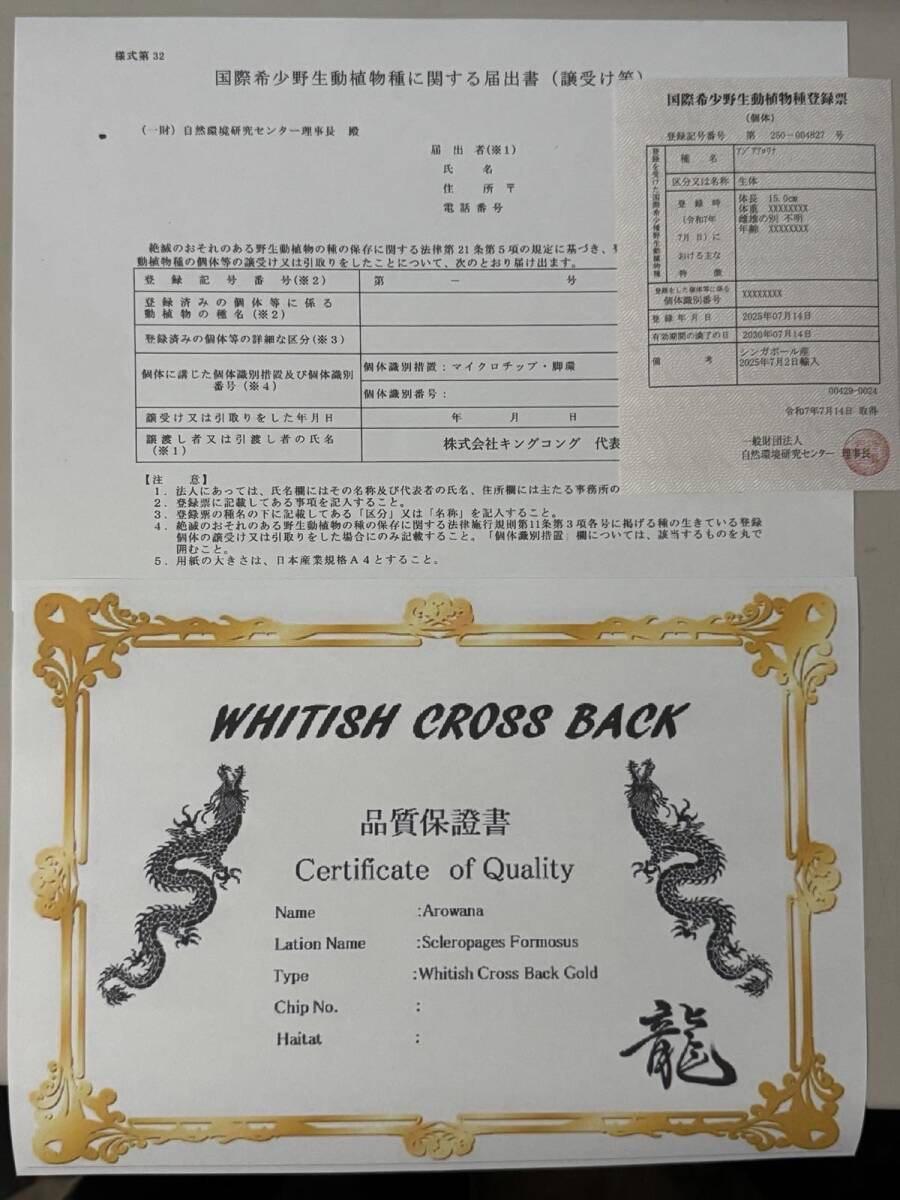 様式第32
国際希少野生動植物種に関する届出書（譲受け等）
（一財）自然環境研究センター理事長　殿
届　出　者（※1）
氏　　名
住　　所　〒
電話番号
絶滅のおそれのある野生動植物の種の保存に関する法律第21条第5項の規定に基づき、
動植物種の個体等の譲受け又は引取りをしたことについて、次のとおり届け出ます。
登録記号番号（※2）　第　－　号
登録済みの個体等に係る
動植物の種名（※2）
登録済みの個体等の詳細な区分（※3）
個体に講じた個体識別措置及び個体識別
番号（※4）
個体識別措置：マイクロチップ・脚環
個体識別番号：
譲受け又は引取りをした年月日　年　月　日
譲渡し者又は引渡し者の氏名
（※1）
株式会社キングコング　代表
【注　意】
1．法人にあっては、氏名欄にはその名称及び代表者の氏名、住所欄には主たる事務所の
2．登録票に記載してある事項を記入すること。
3．登録票の種名の下に記載してある「区分」又は「名称」を記入すること。
4．絶滅のおそれのある野生動植物の種の保存に関する法律施行規則第11条第3項各号に掲げる種の生きている登録
個体の譲受け又は引取りをした場合にのみ記載すること。「個体識別措置」欄については、該当するものを丸で
囲むこと。
5．用紙の大きさは、日本産業規格A4とすること。
国際希少野生動植物種登録票
（個体）
登録記号番号　第　250-004827　号
登録を受けた国際希少野生動植物種
種　名　アジアアロワナ
区分又は名称　生体
登　録　時
（令和7年
7月　日）に
おける主な
特　徴
体長　15.0cm
体重　XXXXXXXX
雌雄の別　不明
年齢　XXXXXXXX
登録をした個体等に係る
個体識別番号　XXXXXXXX
登録年月日　2025年07月14日
有効期間の満了の日　2030年07月14日
備　考　シンガポール産
2025年7月2日輸入
00429-0024
令和7年7月14日 取得
一般財団法人
自然環境研究センター　理事長
WHITISH CROSS BACK
品質保證書
Certificate of Quality
Name :Arowana
Lation Name :Scleropages Formosus
Type :Whitish Cross Back Gold
Chip No. :
Haitat :
龍